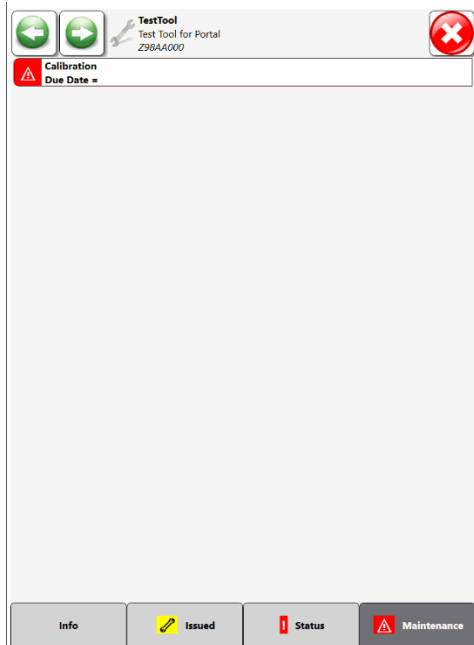 TestTool
Test Tool for Portal
Z98AA000
Calibration
Due Date =
Info
Issued
! Status
Maintenance